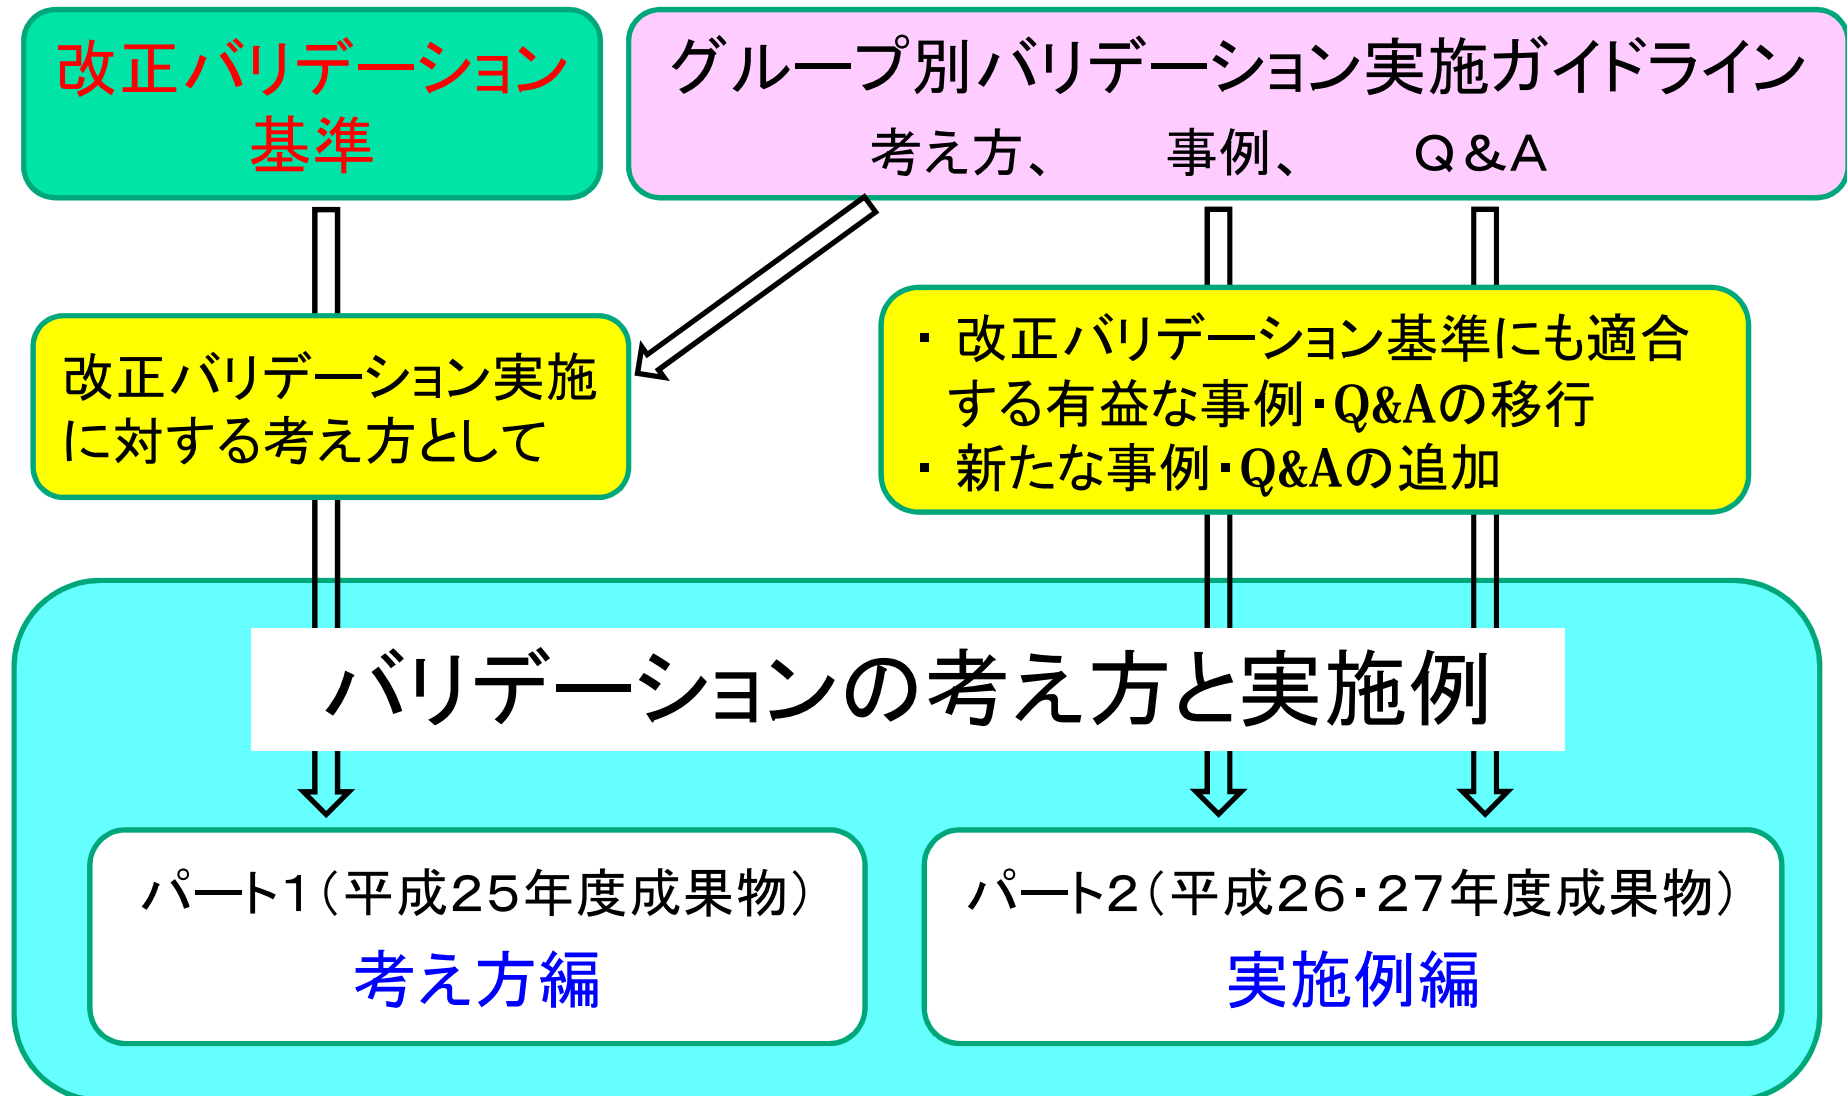 改正バリデーション
基準
グループ別バリデーション実施ガイドライン
考え方、　事例、　Q&A
改正バリデーション実施
に対する考え方として
・ 改正バリデーション基準にも適合
する有益な事例・Q&Aの移行
・ 新たな事例・Q&Aの追加
バリデーションの考え方と実施例
パート1（平成25年度成果物）
考え方編
パート2（平成26・27年度成果物）
実施例編